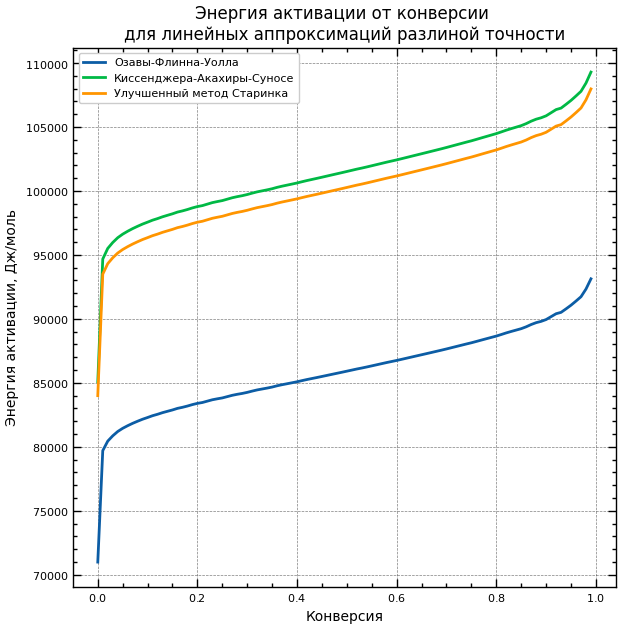 Энергия активации от конверсии
для линейных аппроксимаций разлиной точности
Озавы-Флинна-Уолла
Киссенджера-Акахиры-Суносе
Улучшенный метод Старинка
Энергия активации, Дж/моль
110000
105000
100000
95000
90000
85000
80000
75000
70000
0.0 0.2 0.4 0.6 0.8 1.0
Конверсия